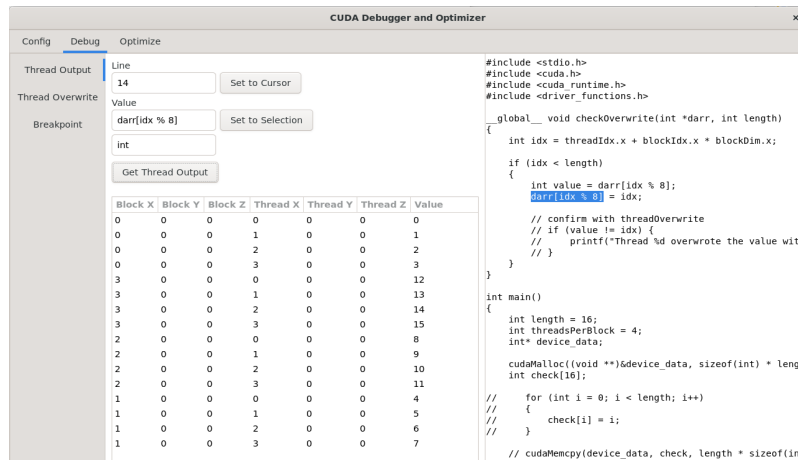 CUDA Debugger and Optimizer
×
Config Debug Optimize
Thread Output
Thread Overwrite
Breakpoint
Line
14 Set to Cursor
Value
darr[idx % 8] Set to Selection
int
Get Thread Output
Block X Block Y Block Z Thread X Thread Y Thread Z Value
0 0 0 0 0 0 0
0 0 0 1 0 0 1
0 0 0 2 0 0 2
0 0 0 3 0 0 3
3 0 0 0 0 0 12
3 0 0 1 0 0 13
3 0 0 2 0 0 14
3 0 0 3 0 0 15
2 0 0 0 0 0 8
2 0 0 1 0 0 9
2 0 0 2 0 0 10
2 0 0 3 0 0 11
1 0 0 0 0 0 4
1 0 0 1 0 0 5
1 0 0 2 0 0 6
1 0 0 3 0 0 7
#include <stdio.h>
#include <cuda.h>
#include <cuda_runtime.h>
#include <driver_functions.h>
__global__ void checkOverwrite(int *darr, int length)
{
int idx = threadIdx.x + blockIdx.x * blockDim.x;
if (idx < length)
{
int value = darr[idx % 8];
darr[idx % 8] = idx;
// confirm with threadOverwrite
// if (value != idx) {
// printf("Thread %d overwrote the value wit
// }
}
}
int main()
{
int length = 16;
int threadsPerBlock = 4;
int* device_data;
cudaMalloc((void **)&device_data, sizeof(int) * leng
int check[16];
// for (int i = 0; i < length; i++)
// {
// check[i] = i;
// }
// cudaMemcpy(device_data, check, length * sizeof(in